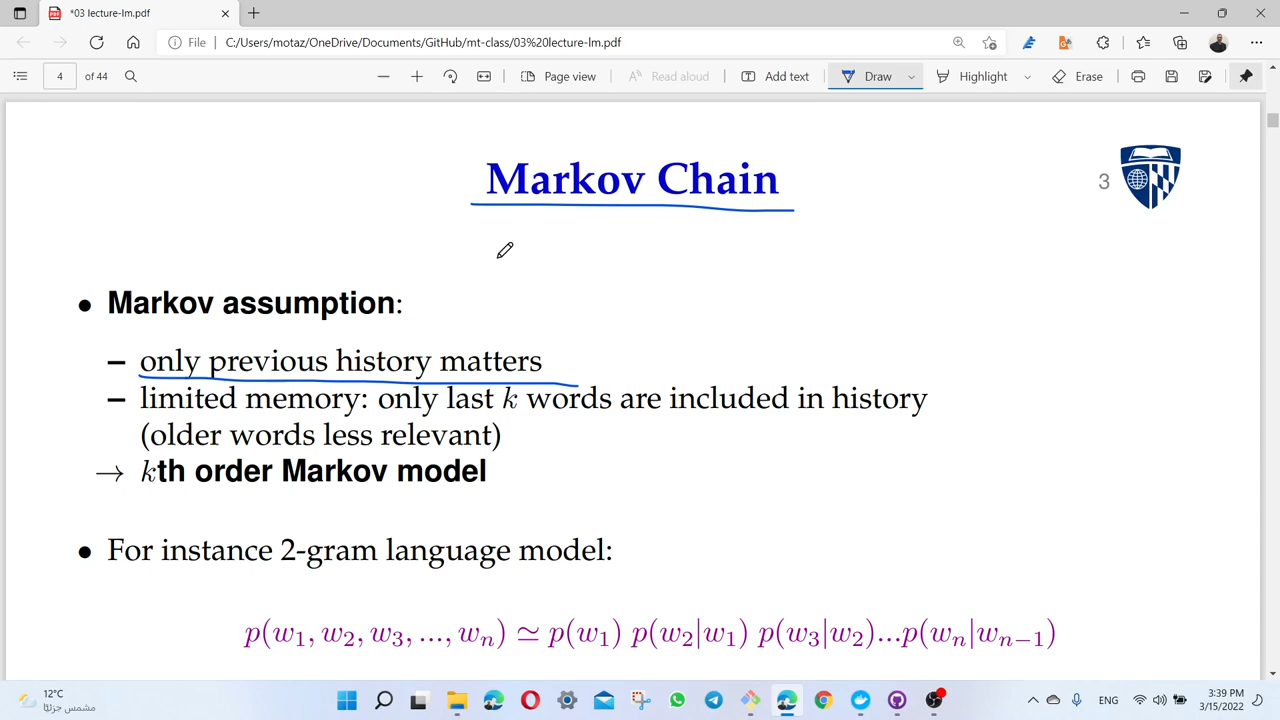 *03 lecture-lm.pdf
File
C:/Users/motaz/OneDrive/Documents/GitHub/mt-class/03%20lecture-lm.pdf
4 of 44
Page view
Read aloud
Add text
Draw
Highlight
Erase
Markov Chain
3
• Markov assumption:
– only previous history matters
– limited memory: only last k words are included in history
(older words less relevant)
→ kth order Markov model
• For instance 2-gram language model:
p(w₁, w₂, w₃, ..., wₙ) ≃ p(w₁) p(w₂|w₁) p(w₃|w₂)...p(wₙ|wₙ₋₁)
12°C
مشمس جزئيًا
ENG
3:39 PM
3/15/2022